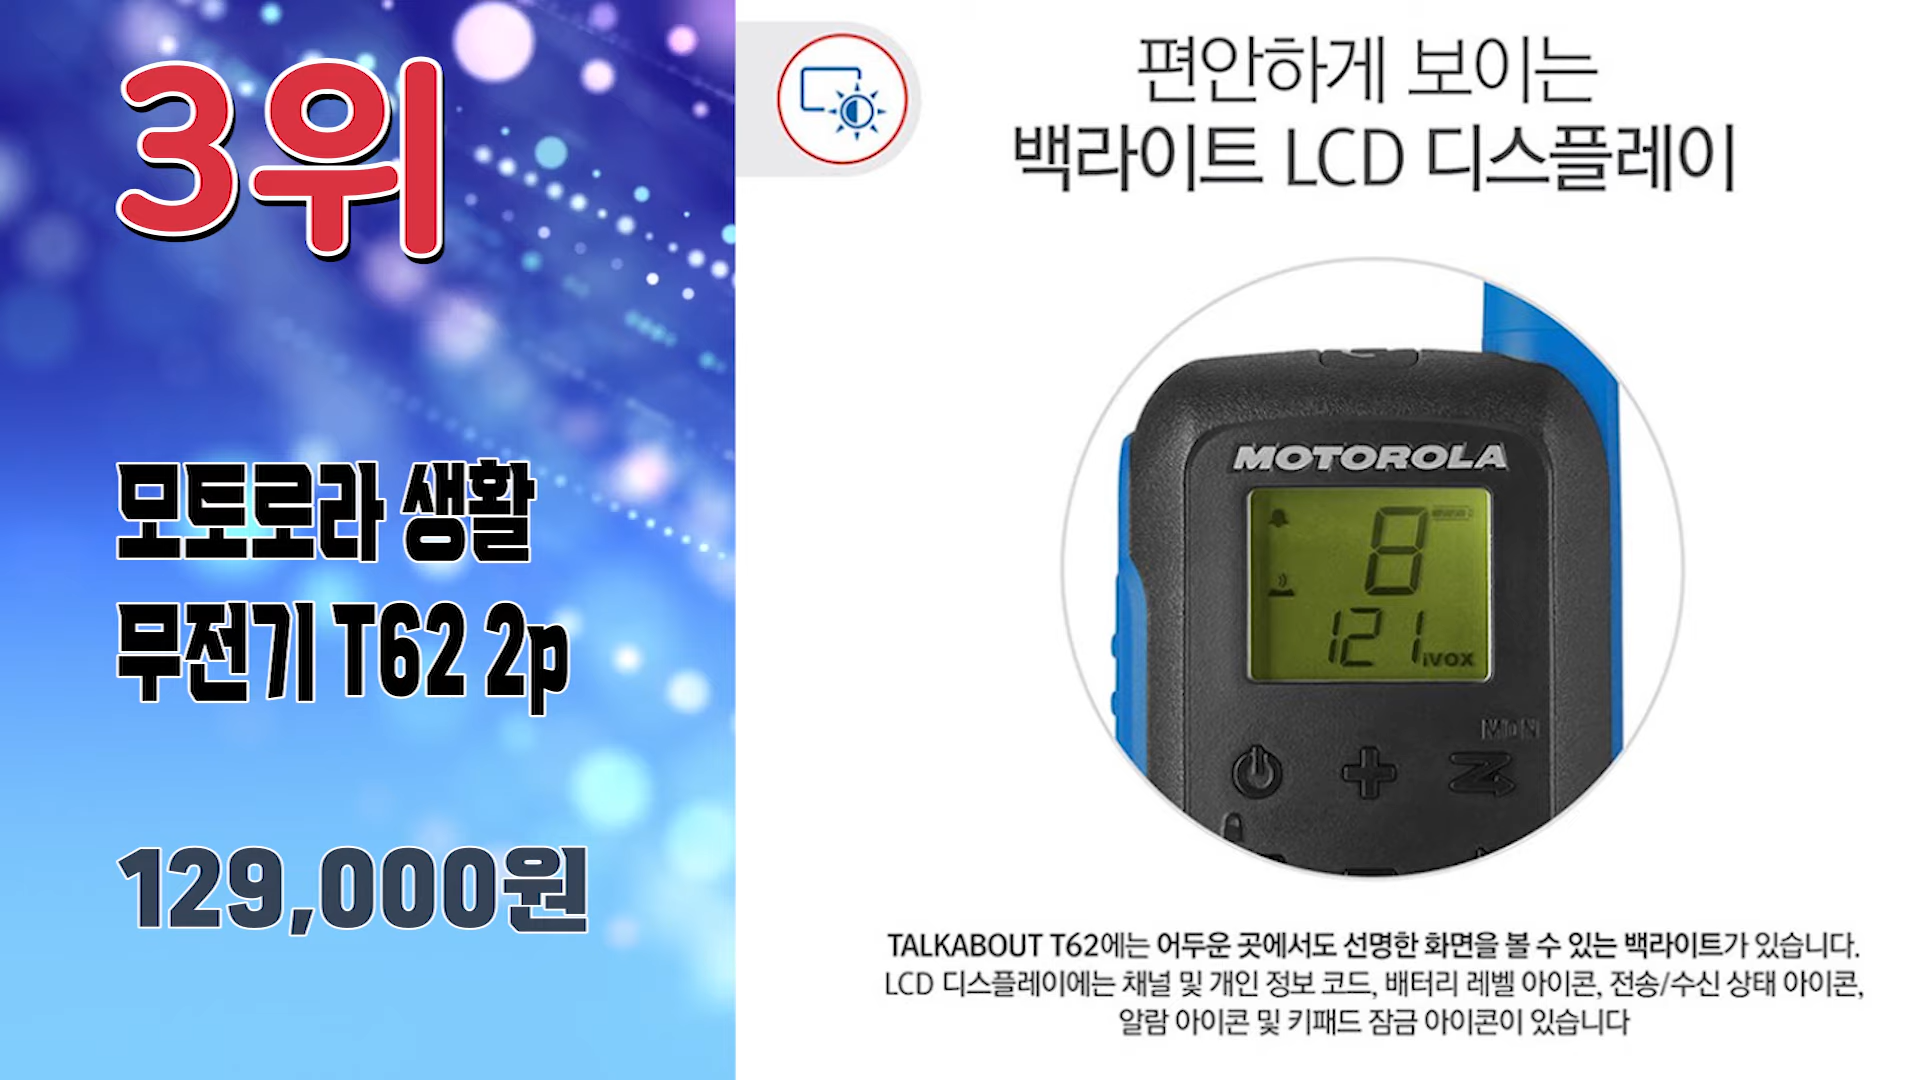 3위
모토로라 생활
무전기 T62 2p
129,000원
편안하게 보이는
백라이트 LCD 디스플레이
MOTOROLA
8
121
iVOX
MON
TALKABOUT T62에는 어두운 곳에서도 선명한 화면을 볼 수 있는 백라이트가 있습니다.
LCD 디스플레이에는 채널 및 개인 정보 코드, 배터리 레벨 아이콘, 전송/수신 상태 아이콘,
알람 아이콘 및 키패드 잠금 아이콘이 있습니다